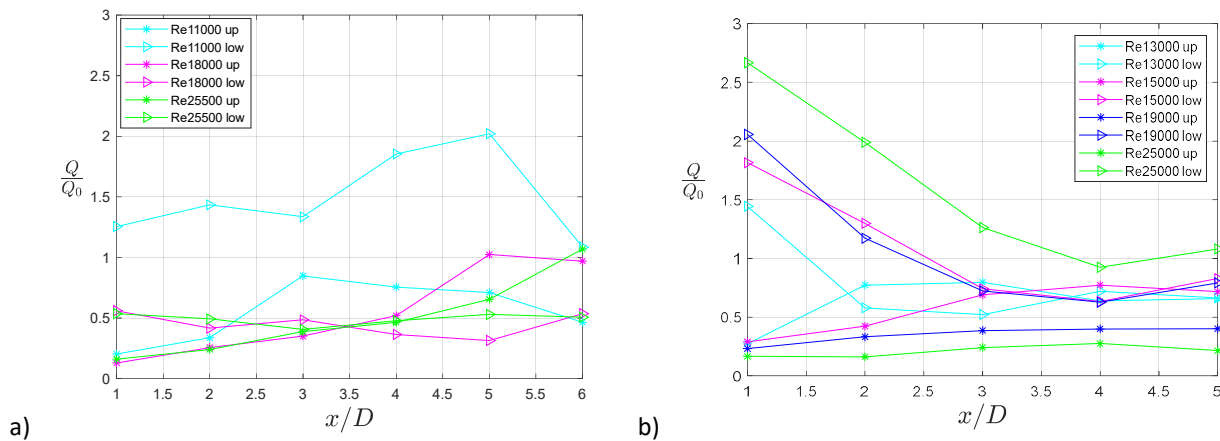 3
2.5
2
1.5
1
0.5
0
Q
Q0
1 1.5 2 2.5 3 3.5 4 4.5 5 5.5 6
x/D
Re11000 up
Re11000 low
Re18000 up
Re18000 low
Re25500 up
Re25500 low
a)
3
2.5
2
1.5
1
0.5
0
Q
Q0
1 1.5 2 2.5 3 3.5 4 4.5 5
x/D
Re13000 up
Re13000 low
Re15000 up
Re15000 low
Re19000 up
Re19000 low
Re25000 up
Re25000 low
b)